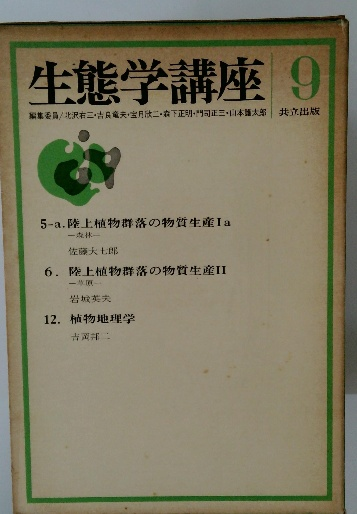 生態学講座 9
編集委員/北沢右三・吉良竜夫・宝月欣二・森下正明・門司正三・山本護太郎 共立出版
5-a. 陸上植物群落の物質生産Ia
—森林—
佐藤大七郎
6. 陸上植物群落の物質生産II
—草原—
岩城英夫
12. 植物地理学
吉岡邦二